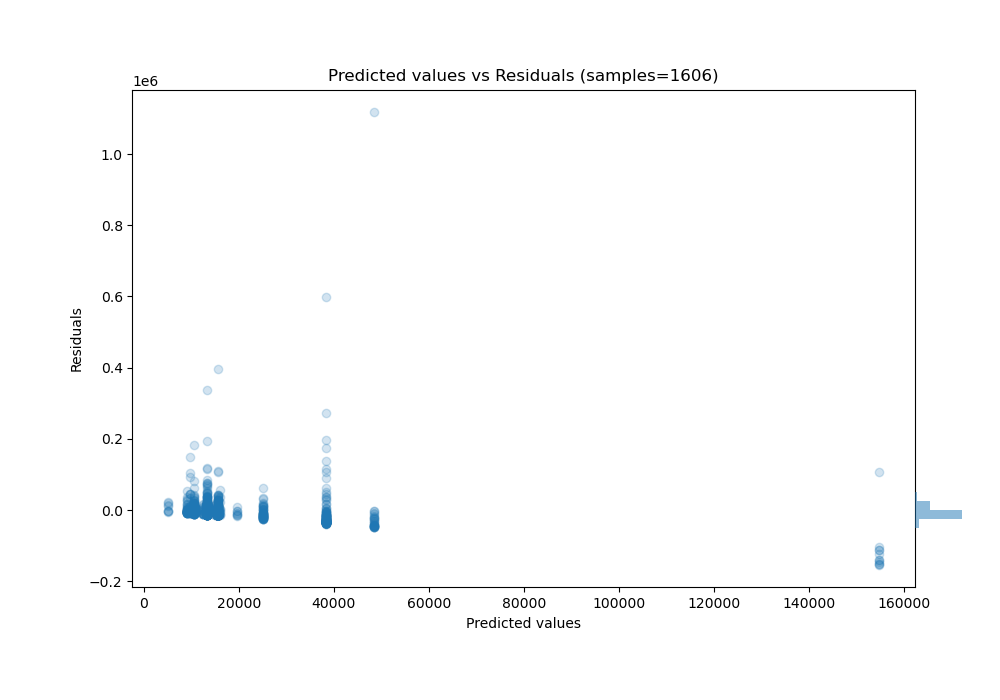 Predicted values vs Residuals (samples=1606)
1e6
1.0
0.8
0.6
0.4
0.2
0.0
−0.2
Residuals
0 20000 40000 60000 80000 100000 120000 140000 160000
Predicted values